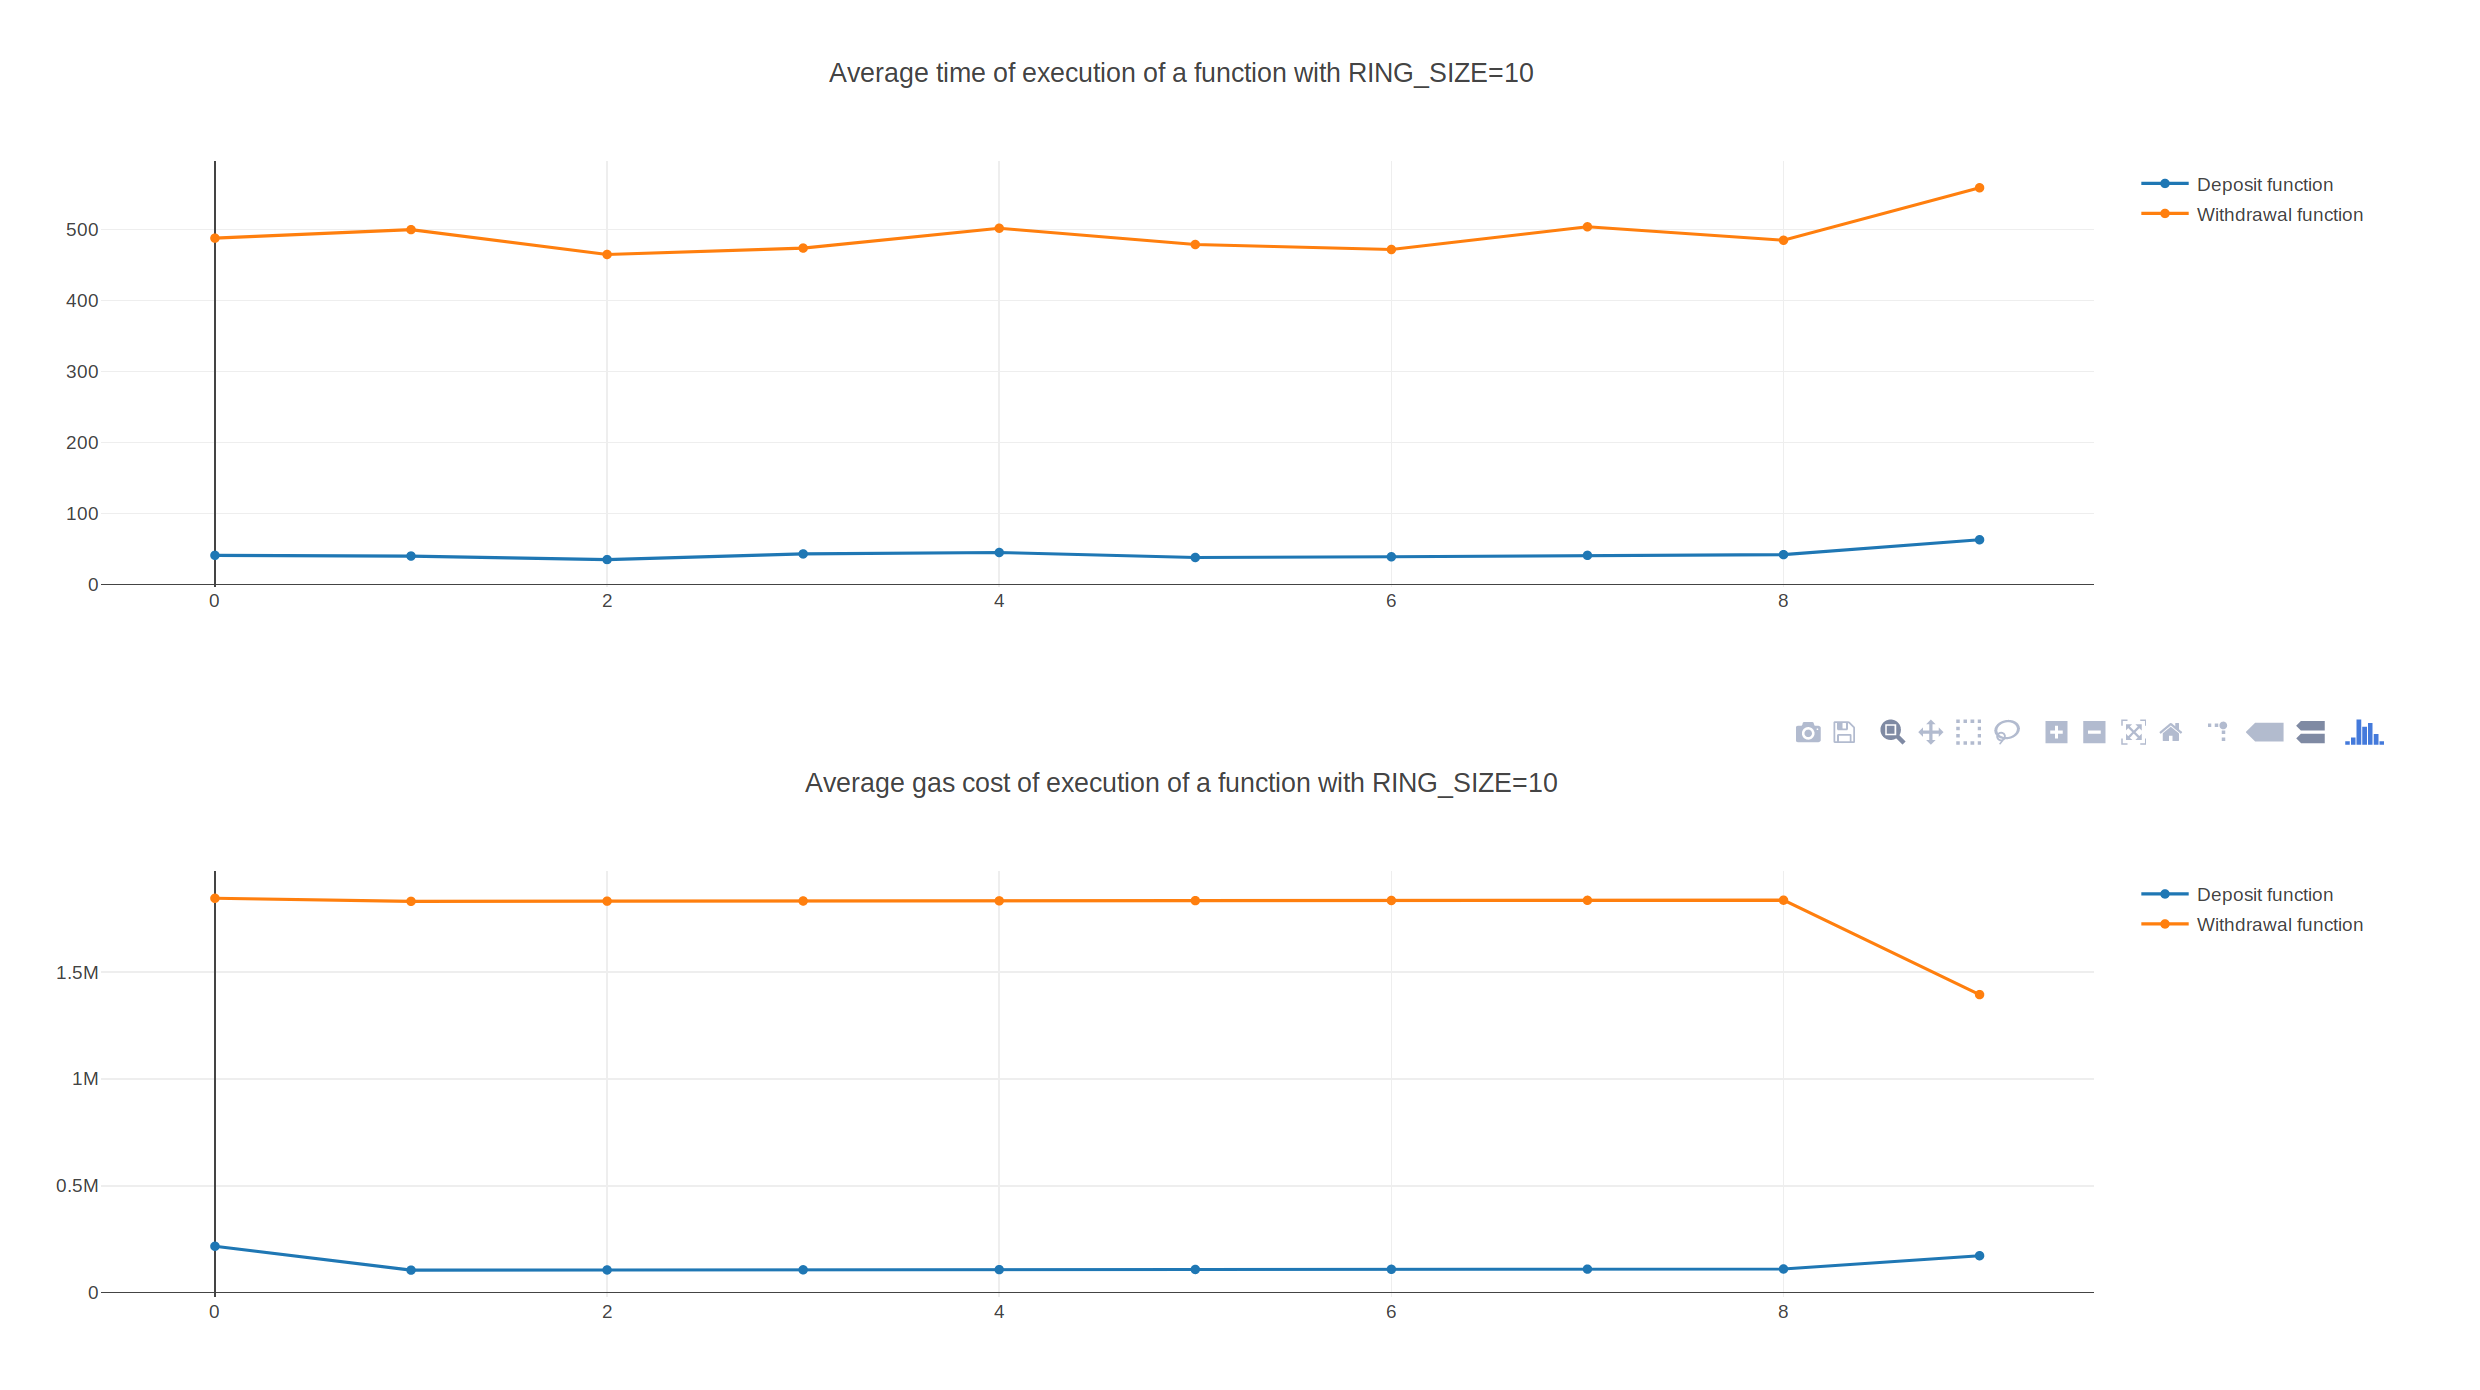 Average time of execution of a function with RING_SIZE=10
Deposit function
Withdrawal function
500
400
300
200
100
0
0 2 4 6 8
Average gas cost of execution of a function with RING_SIZE=10
Deposit function
Withdrawal function
1.5M
1M
0.5M
0
0 2 4 6 8